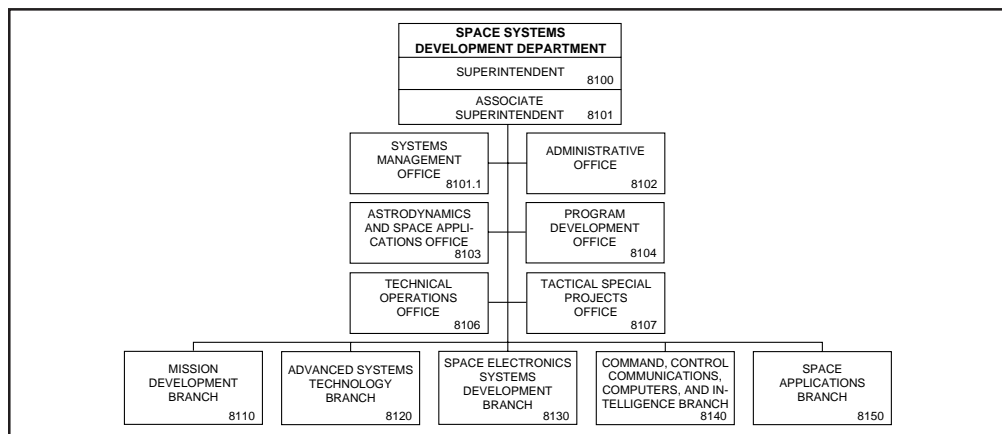 SPACE SYSTEMS
DEVELOPMENT DEPARTMENT
SUPERINTENDENT
8100
ASSOCIATE
SUPERINTENDENT
8101
SYSTEMS
MANAGEMENT
OFFICE
8101.1
ADMINISTRATIVE
OFFICE
8102
ASTRODYNAMICS
AND SPACE APPLI-
CATIONS OFFICE
8103
PROGRAM
DEVELOPMENT
OFFICE
8104
TECHNICAL
OPERATIONS
OFFICE
8106
TACTICAL SPECIAL
PROJECTS
OFFICE
8107
MISSION
DEVELOPMENT
BRANCH
8110
ADVANCED SYSTEMS
TECHNOLOGY
BRANCH
8120
SPACE ELECTRONICS
SYSTEMS
DEVELOPMENT
BRANCH
8130
COMMAND, CONTROL
COMMUNICATIONS,
COMPUTERS, AND IN-
TELLIGENCE BRANCH
8140
SPACE
APPLICATIONS
BRANCH
8150